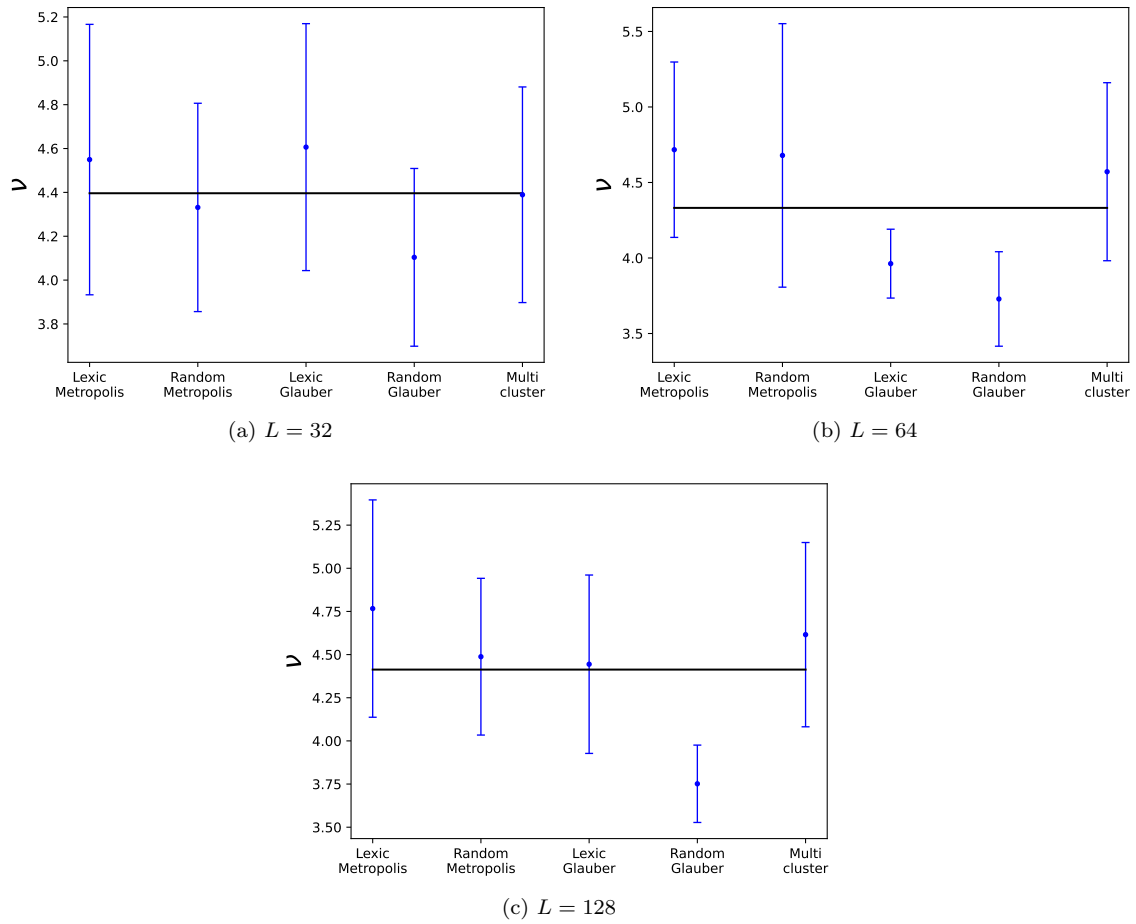 5.2
5.0
4.8
4.6
4.4
4.2
4.0
3.8
ν
Lexic Metropolis
Random Metropolis
Lexic Glauber
Random Glauber
Multi cluster
(a) L = 32
5.5
5.0
4.5
4.0
3.5
ν
Lexic Metropolis
Random Metropolis
Lexic Glauber
Random Glauber
Multi cluster
(b) L = 64
5.25
5.00
4.75
4.50
4.25
4.00
3.75
3.50
ν
Lexic Metropolis
Random Metropolis
Lexic Glauber
Random Glauber
Multi cluster
(c) L = 128